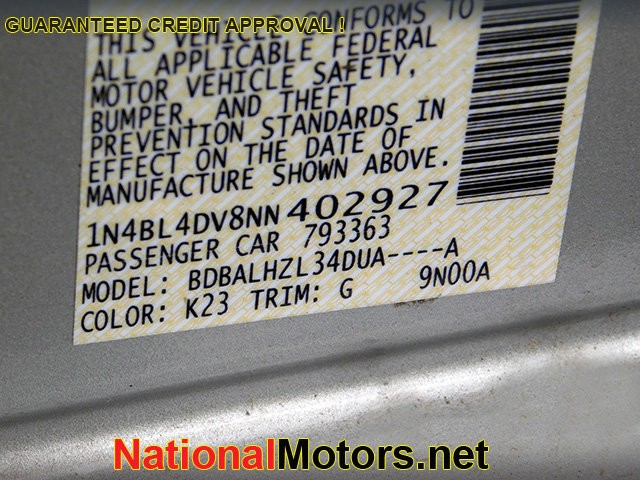 GUARANTEED CREDIT APPROVAL !
THIS VEHICLE CONFORMS TO
ALL APPLICABLE FEDERAL
MOTOR VEHICLE SAFETY,
BUMPER, AND THEFT
PREVENTION STANDARDS IN
EFFECT ON THE DATE OF
MANUFACTURE SHOWN ABOVE.
1N4BL4DV8NN402927
PASSENGER CAR 793363
MODEL: BDBALHZL34DUA----A
COLOR: K23 TRIM: G 9N00A
NationalMotors.net